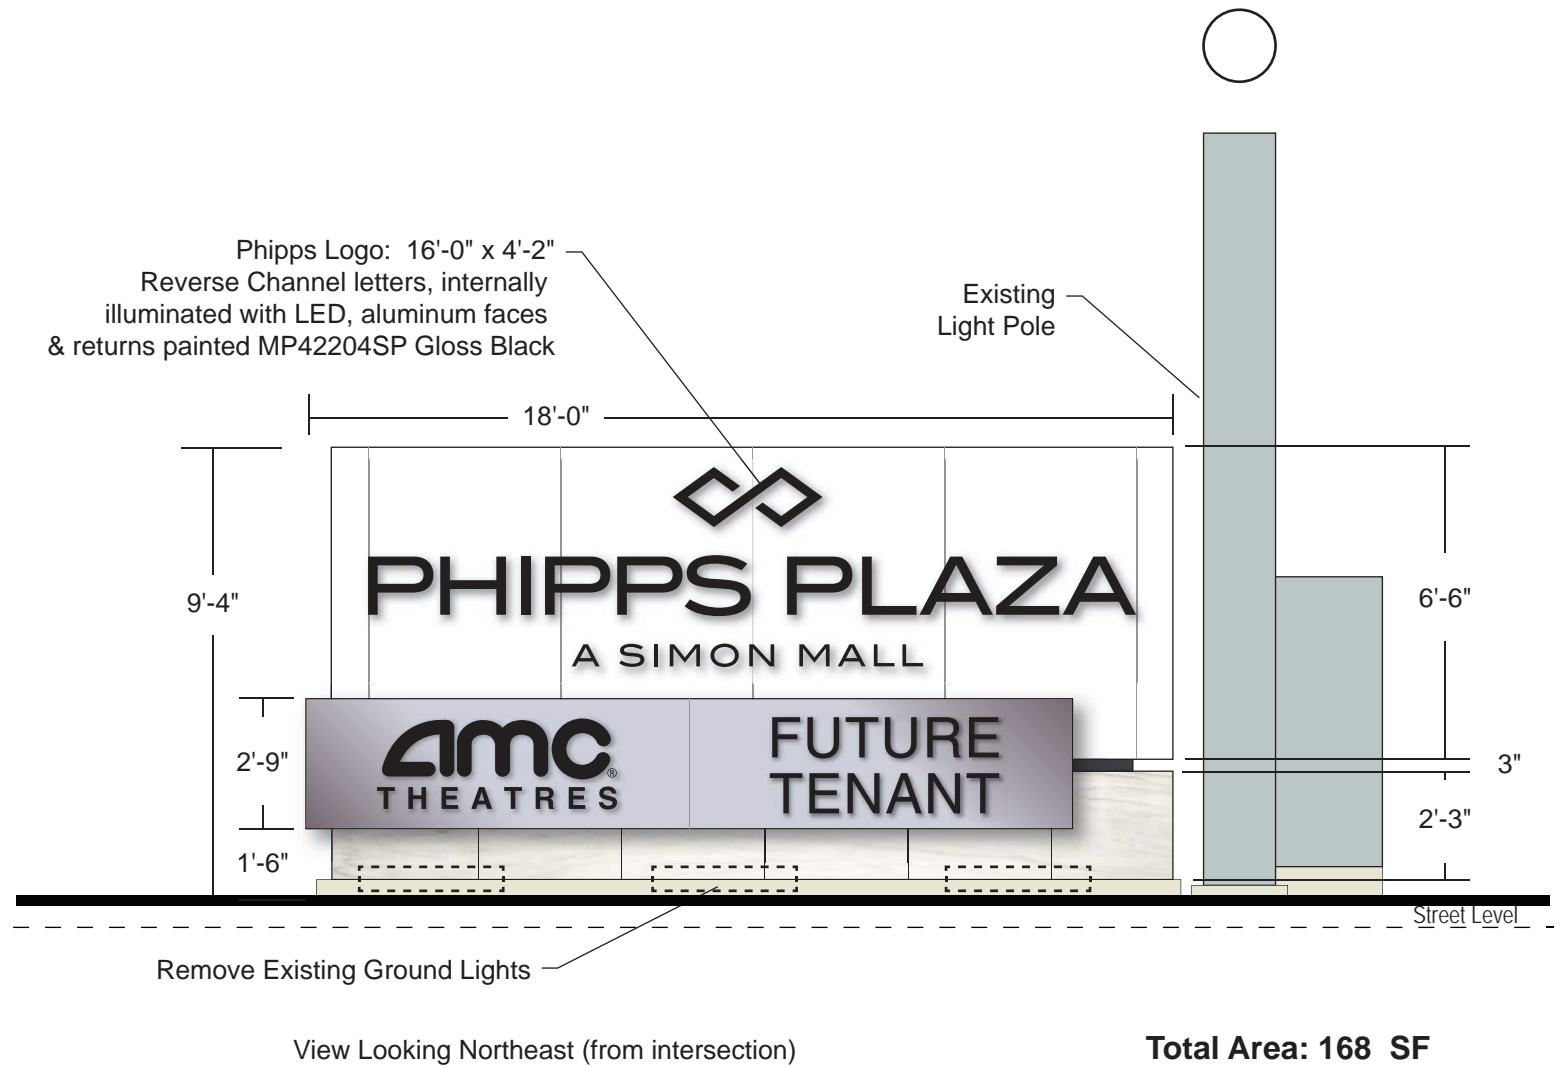 Phipps Logo:  16'-0" x 4'-2"
Reverse Channel letters, internally
illuminated with LED, aluminum faces
& returns painted MP42204SP Gloss Black
Existing
Light Pole
18'-0"
9'-4"
6'-6"
PHIPPS PLAZA
A SIMON MALL
2'-9"
amc®
THEATRES
FUTURE
TENANT
3"
2'-3"
1'-6"
Street Level
Remove Existing Ground Lights
View Looking Northeast (from intersection)
Total Area: 168  SF